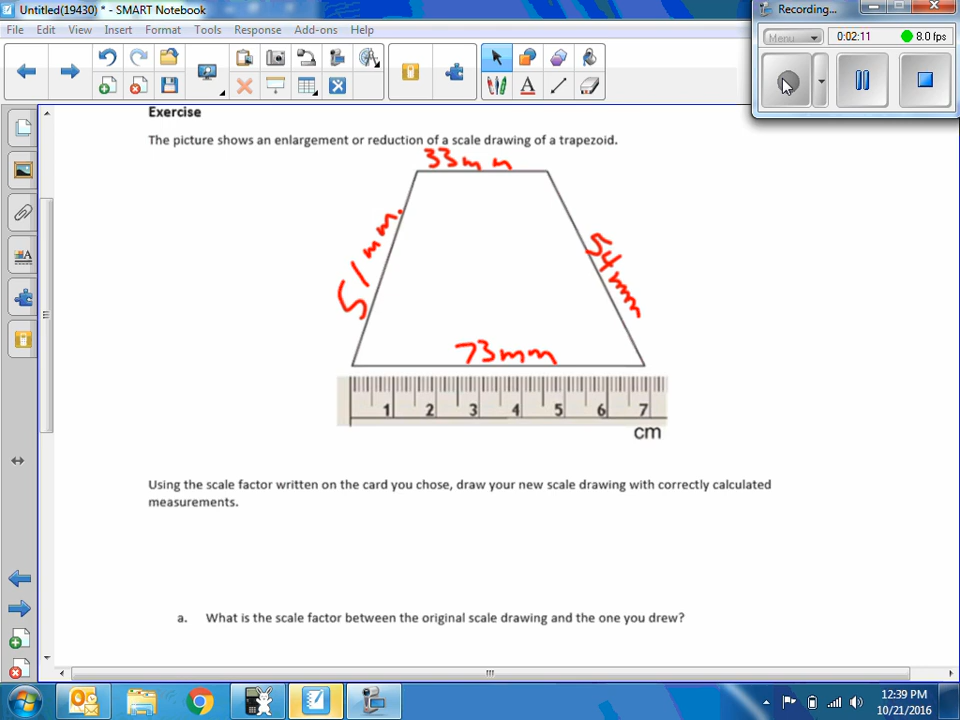 Untitled(19430) * - SMART Notebook
Recording...
File Edit View Insert Format Tools Response Add-ons Help
Menu 0:02:11 8.0 fps
Exercise
The picture shows an enlargement or reduction of a scale drawing of a trapezoid.
33mm
51mm.
54mm
73mm
1 2 3 4 5 6 7
cm
Using the scale factor written on the card you chose, draw your new scale drawing with correctly calculated
measurements.
a. What is the scale factor between the original scale drawing and the one you drew?
12:39 PM
10/21/2016